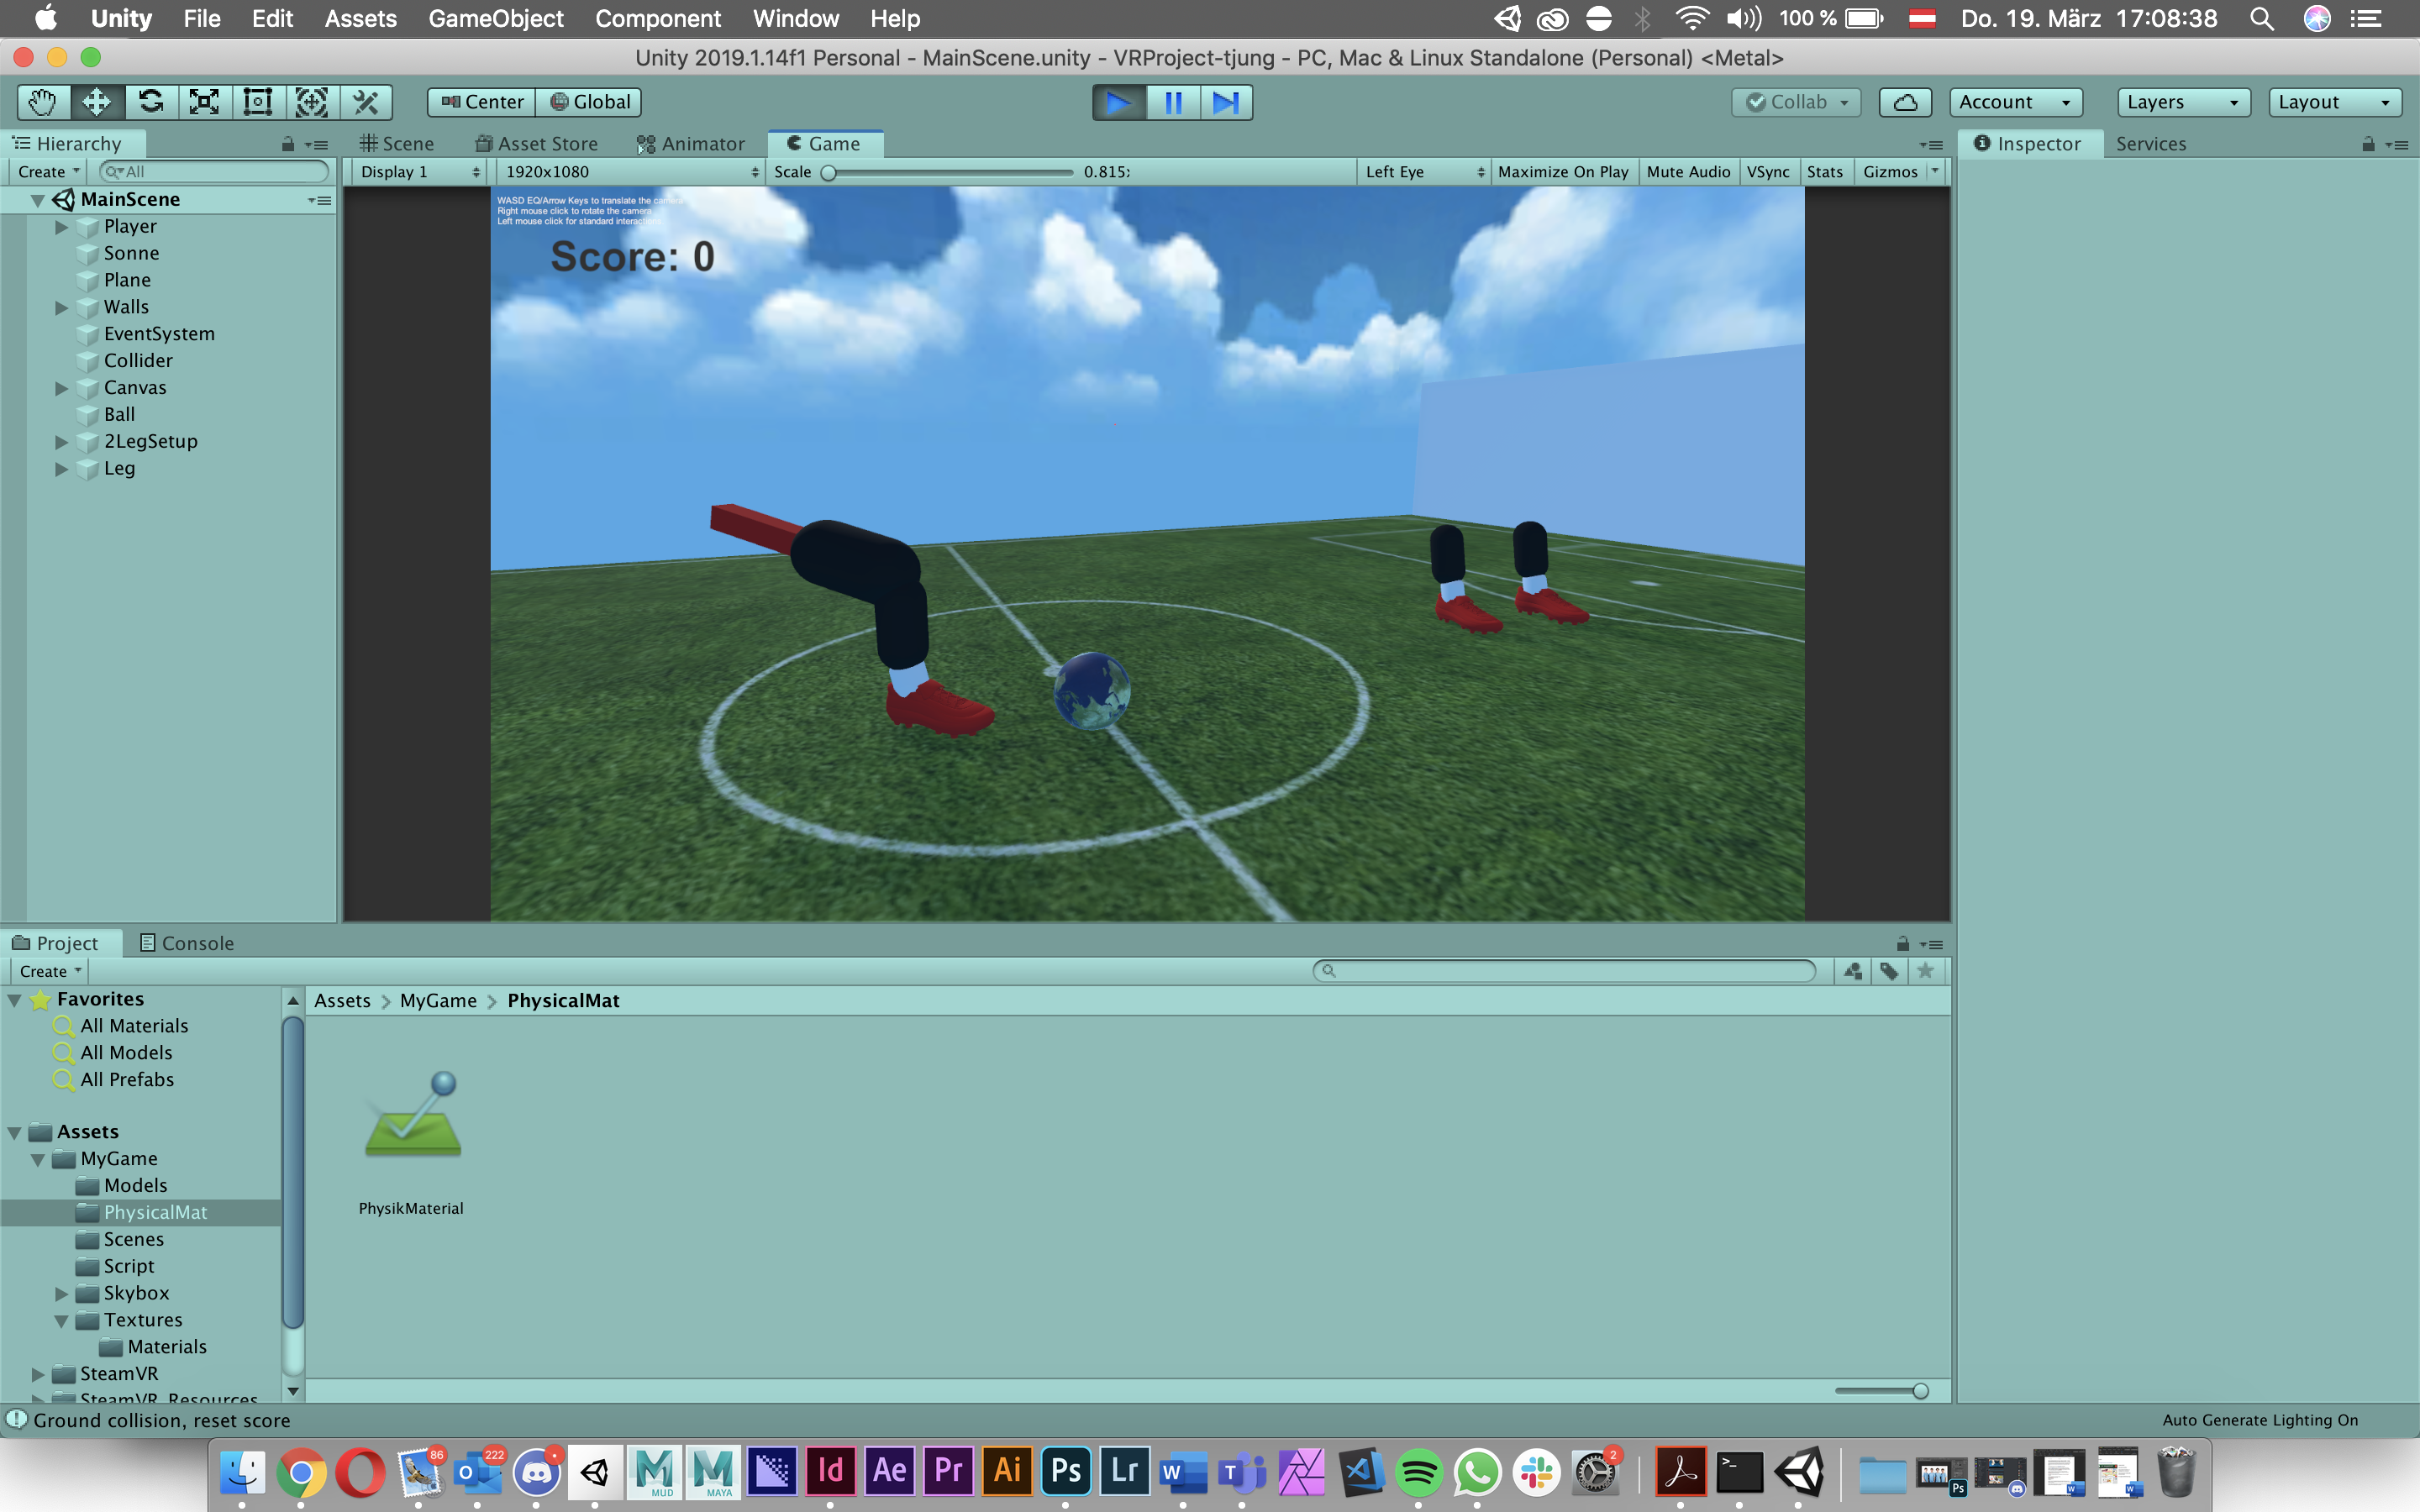 Unity File Edit Assets GameObject Component Window Help 100 % Do. 19. März 17:08:38
Unity 2019.1.14f1 Personal - MainScene.unity - VRProject-tjung - PC, Mac & Linux Standalone (Personal) <Metal>
Center Global Collab Account Layers Layout
Hierarchy Scene Asset Store Animator Game Inspector Services
Create All Display 1 1920x1080 Scale 0.815: Left Eye Maximize On Play Mute Audio VSync Stats Gizmos
MainScene
Player
Sonne
Plane
Walls
EventSystem
Collider
Canvas
Ball
2LegSetup
Leg
WASD EQ/Arrow Keys to translate the camera
Right mouse click to rotate the camera
Left mouse click for standard
Score: 0
Project Console
Create
Favorites
All Materials
All Models
All Prefabs
Assets
MyGame
Models
PhysicalMat
Scenes
Script
Skybox
Textures
Materials
SteamVR
SteamVR_Resources
Assets MyGame PhysicalMat
PhysikMaterial
Ground collision, reset score
Auto Generate Lighting On
86 222 2
MUD MAYA Id Ae Pr Ai Ps Lr W T Ps